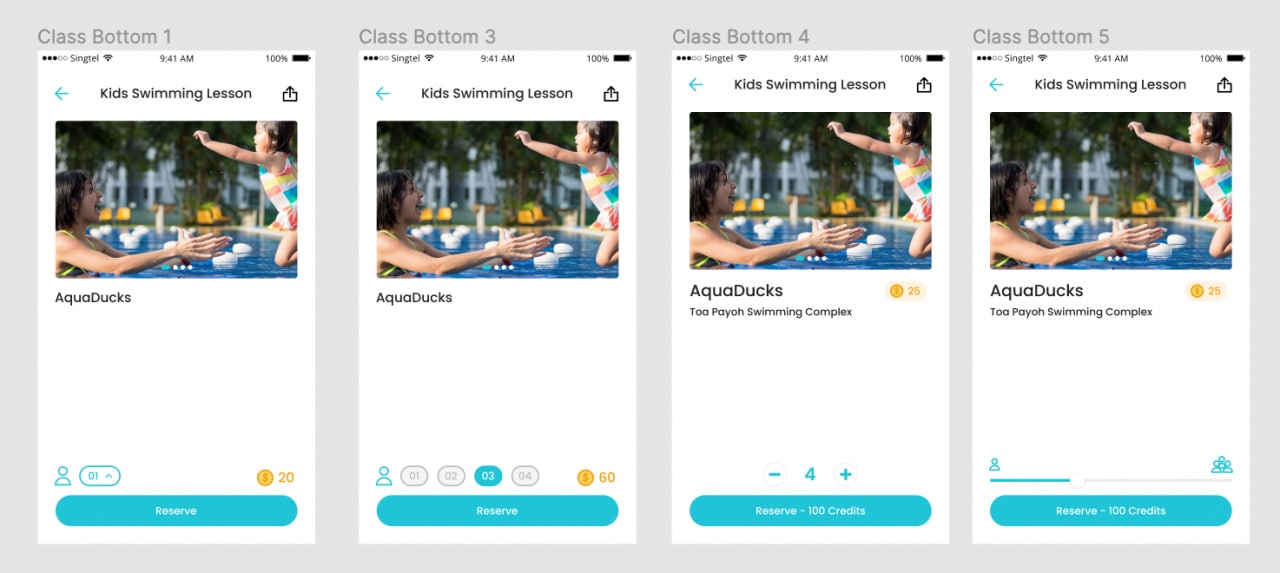 Class Bottom 1
Singtel 9:41 AM 100%
Kids Swimming Lesson
AquaDucks
01
20
Reserve
Class Bottom 3
Singtel 9:41 AM 100%
Kids Swimming Lesson
AquaDucks
01 02 03 04
60
Reserve
Class Bottom 4
Singtel 9:41 AM 100%
Kids Swimming Lesson
AquaDucks
$ 25
Toa Payoh Swimming Complex
4
Reserve - 100 Credits
Class Bottom 5
Singtel 9:41 AM 100%
Kids Swimming Lesson
AquaDucks
$ 25
Toa Payoh Swimming Complex
Reserve - 100 Credits